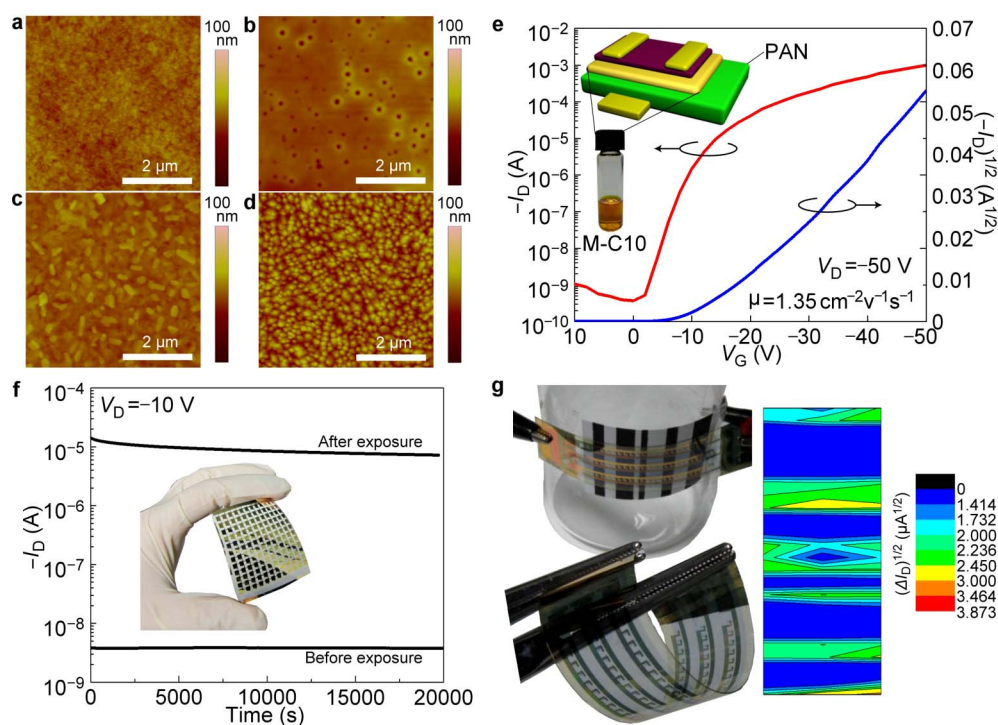 a
100
nm
2 µm
b
100
nm
2 µm
c
100
nm
2 µm
d
100
nm
2 µm
e
10⁻²
10⁻³
10⁻⁴
10⁻⁵
10⁻⁶
10⁻⁷
10⁻⁸
10⁻⁹
10⁻¹⁰
−I_D (A)
PAN
M-C10
V_D=−50 V
µ=1.35 cm⁻²v⁻¹s⁻¹
10 0 −10 −20 −30 −40 −50
V_G (V)
0.07
0.06
0.05
0.04
0.03
0.02
0.01
0
(−I_D)^1/2 (A^1/2)
f
10⁻⁴
10⁻⁵
10⁻⁶
10⁻⁷
10⁻⁸
10⁻⁹
−I_D (A)
V_D=−10 V
After exposure
Before exposure
0 5000 10000 15000 20000
Time (s)
g
(ΔI_D)^1/2 (µA^1/2)
0
1.414
1.732
2.000
2.236
2.450
3.000
3.464
3.873